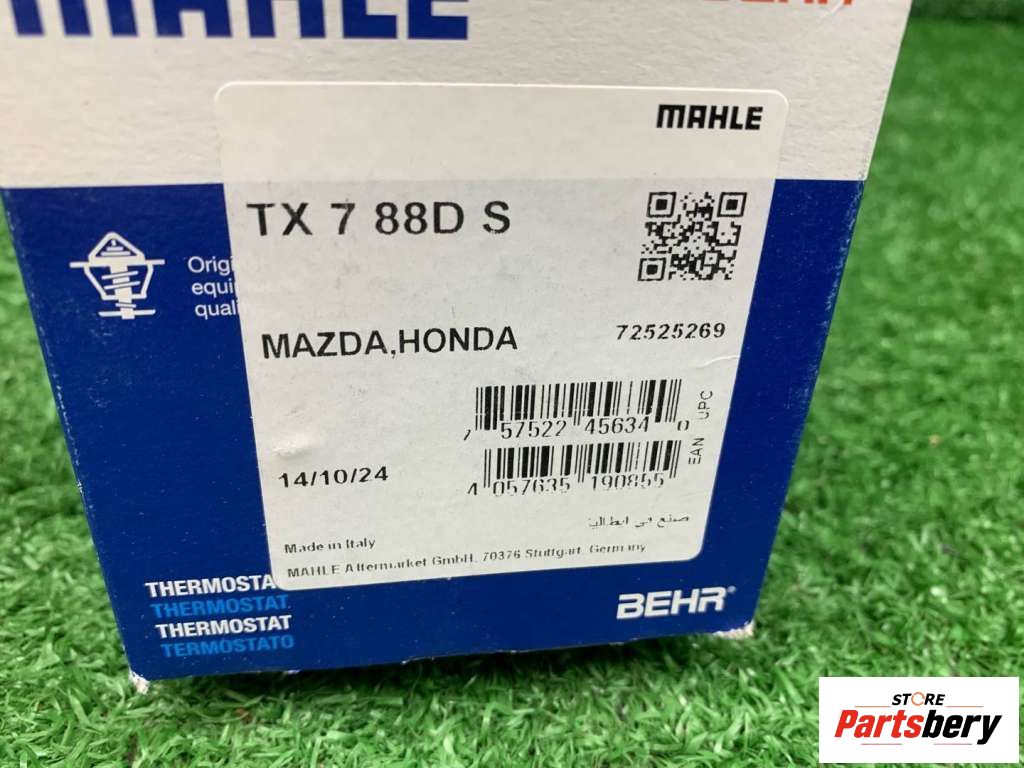 MAHLE
MAHLE
TX 7 88D S
Origi
equi
quali
MAZDA,HONDA
72525269
7 57522 45634 0
UPC
4 057635 190855
EAN
14/10/24
صنع في ايطاليا
Made in Italy
MAHLE Aftermarket GmbH, 70376 Stuttgart, Germany
THERMOSTA
THERMOSTAT
THERMOSTAT
TERMÓSTATO
BEHR®
STORE
Partsbery